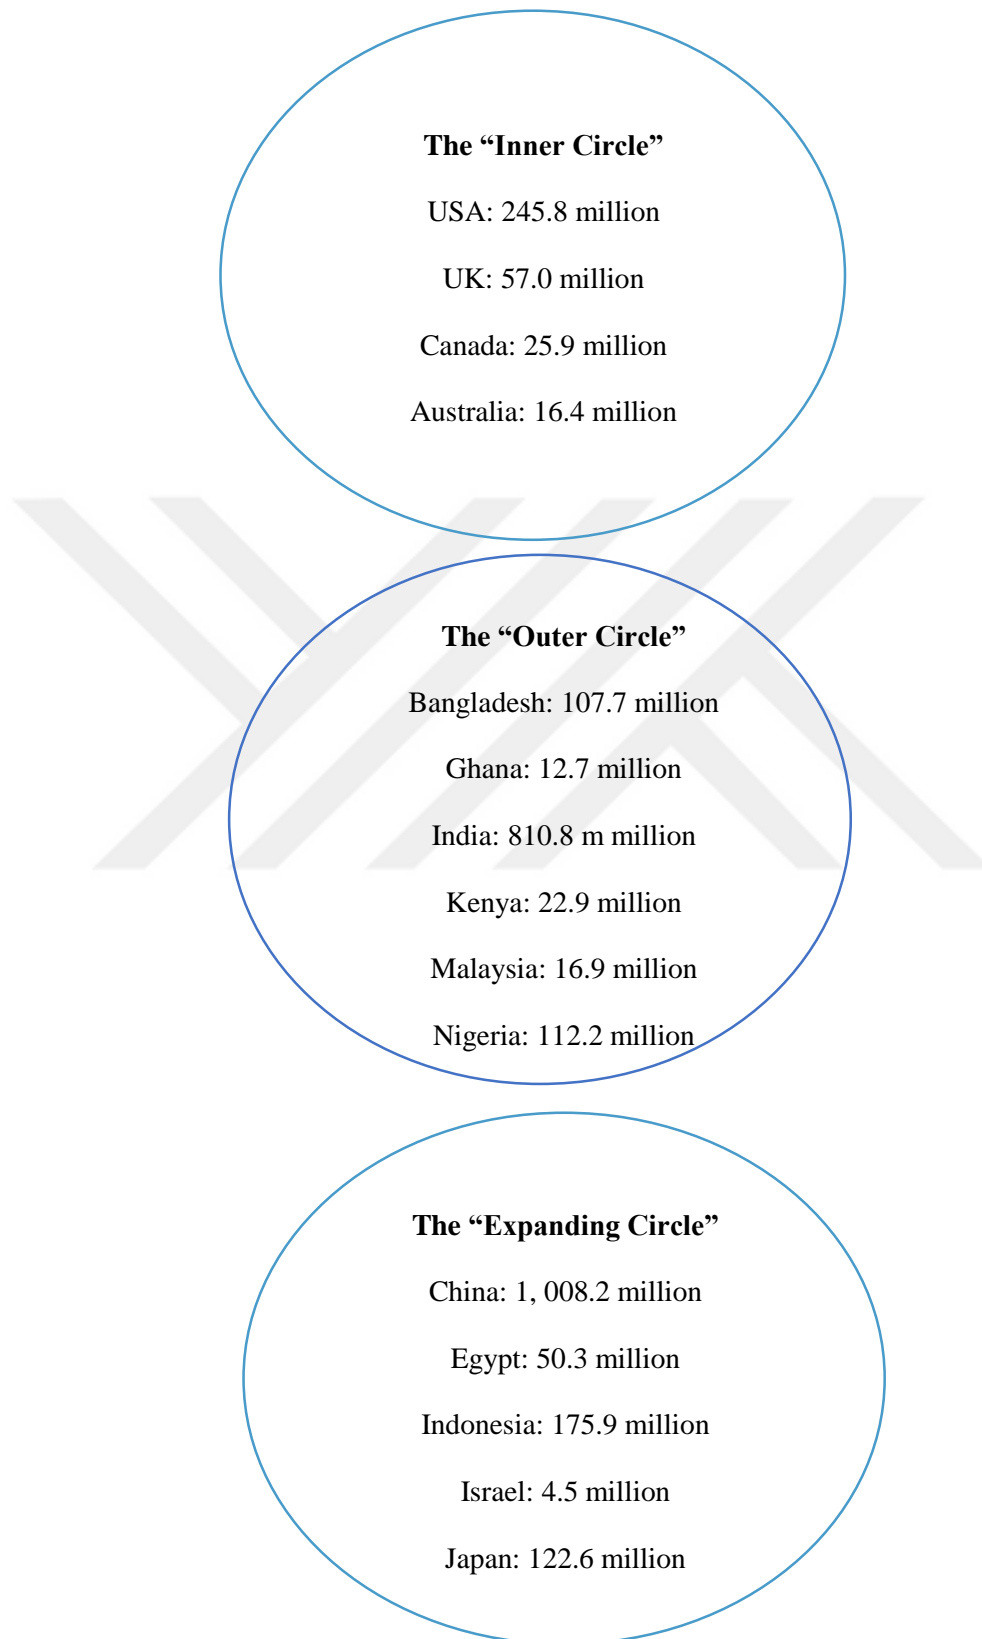 The “Inner Circle”
USA: 245.8 million
UK: 57.0 million
Canada: 25.9 million
Australia: 16.4 million
The “Outer Circle”
Bangladesh: 107.7 million
Ghana: 12.7 million
India: 810.8 m million
Kenya: 22.9 million
Malaysia: 16.9 million
Nigeria: 112.2 million
The “Expanding Circle”
China: 1, 008.2 million
Egypt: 50.3 million
Indonesia: 175.9 million
Israel: 4.5 million
Japan: 122.6 million